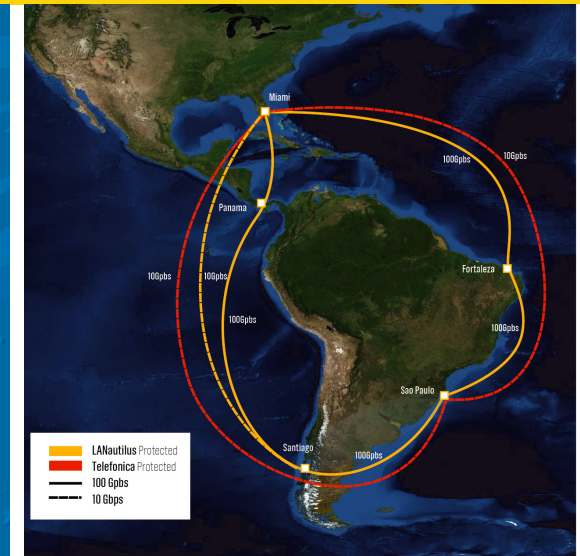 Miami
100Gpbs
10Gpbs
Panama
Fortaleza
10Gpbs
10Gpbs
100Gpbs
100Gpbs
Sao Paulo
Santiago
100Gpbs
LANautilus Protected
Telefonica Protected
100 Gpbs
10 Gbps